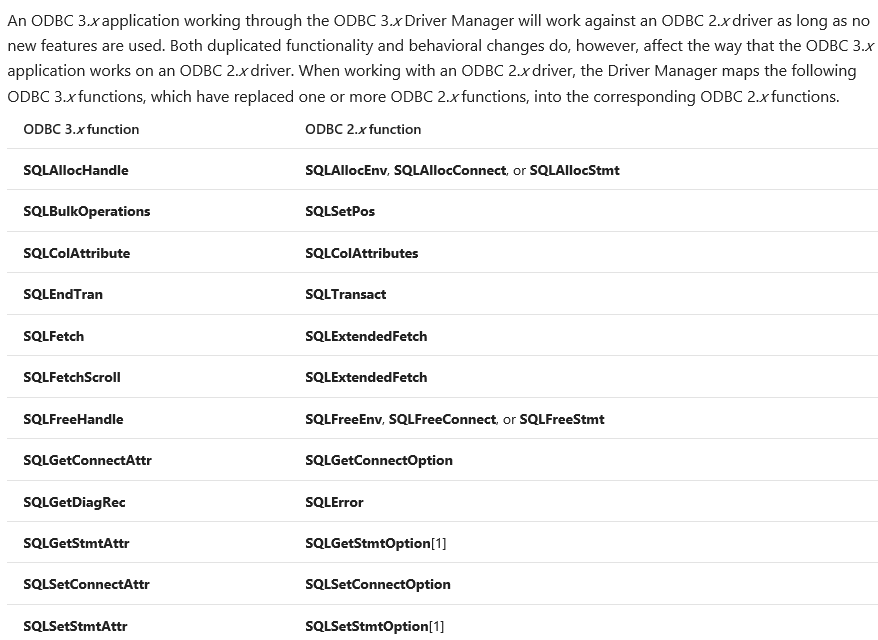 An ODBC 3.x application working through the ODBC 3.x Driver Manager will work against an ODBC 2.x driver as long as no
new features are used. Both duplicated functionality and behavioral changes do, however, affect the way that the ODBC 3.x
application works on an ODBC 2.x driver. When working with an ODBC 2.x driver, the Driver Manager maps the following
ODBC 3.x functions, which have replaced one or more ODBC 2.x functions, into the corresponding ODBC 2.x functions.
ODBC 3.x function ODBC 2.x function
SQLAllocHandle SQLAllocEnv, SQLAllocConnect, or SQLAllocStmt
SQLBulkOperations SQLSetPos
SQLColAttribute SQLColAttributes
SQLEndTran SQLTransact
SQLFetch SQLExtendedFetch
SQLFetchScroll SQLExtendedFetch
SQLFreeHandle SQLFreeEnv, SQLFreeConnect, or SQLFreeStmt
SQLGetConnectAttr SQLGetConnectOption
SQLGetDiagRec SQLError
SQLGetStmtAttr SQLGetStmtOption[1]
SQLSetConnectAttr SQLSetConnectOption
SQLSetStmtAttr SQLSetStmtOption[1]